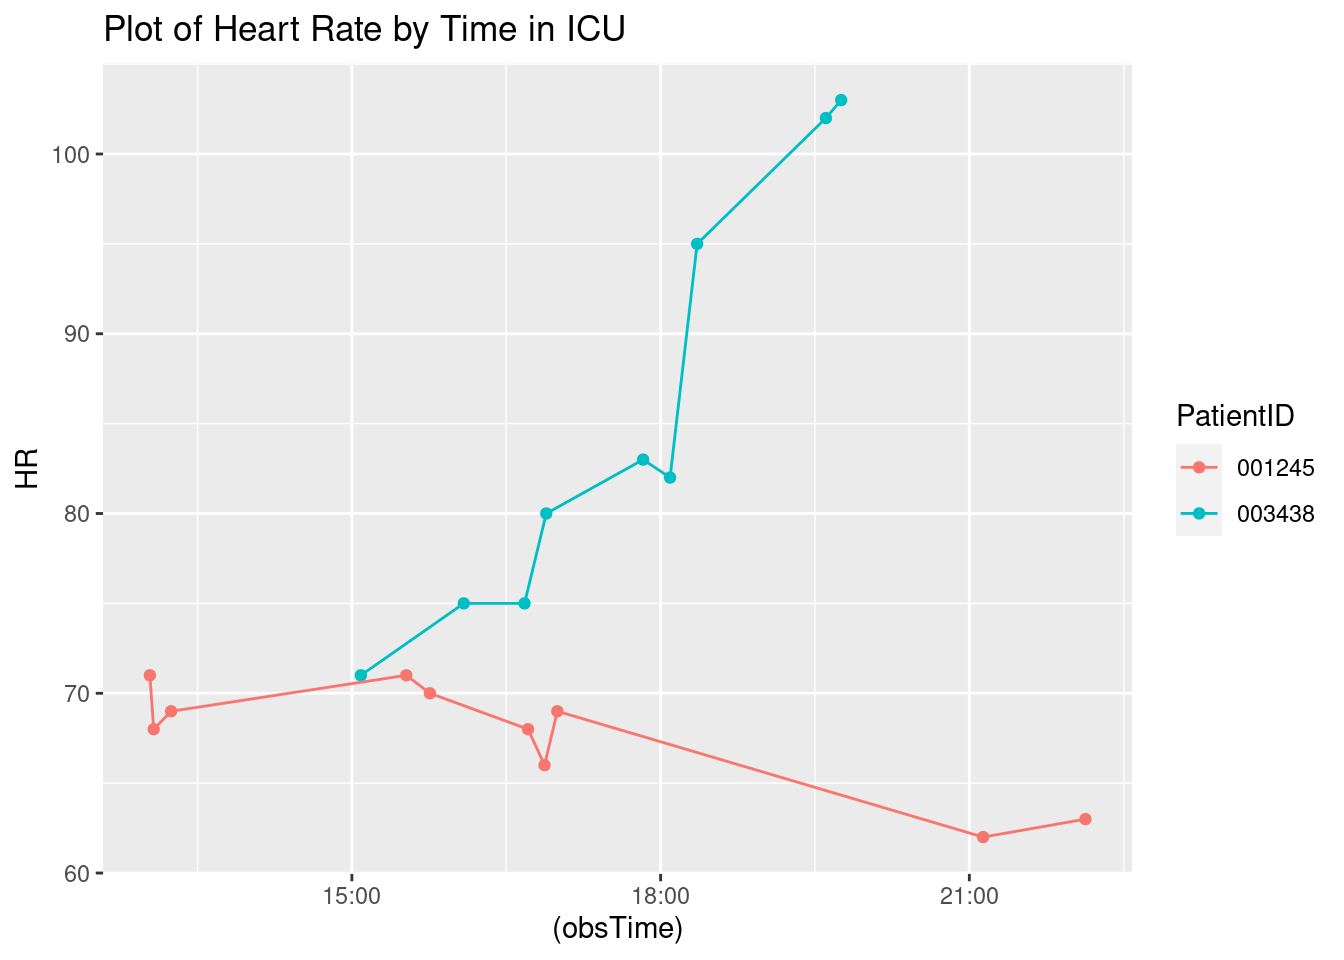 Plot of Heart Rate by Time in ICU
100
90
80
70
60
HR
15:00
18:00
21:00
(obsTime)
PatientID
001245
003438